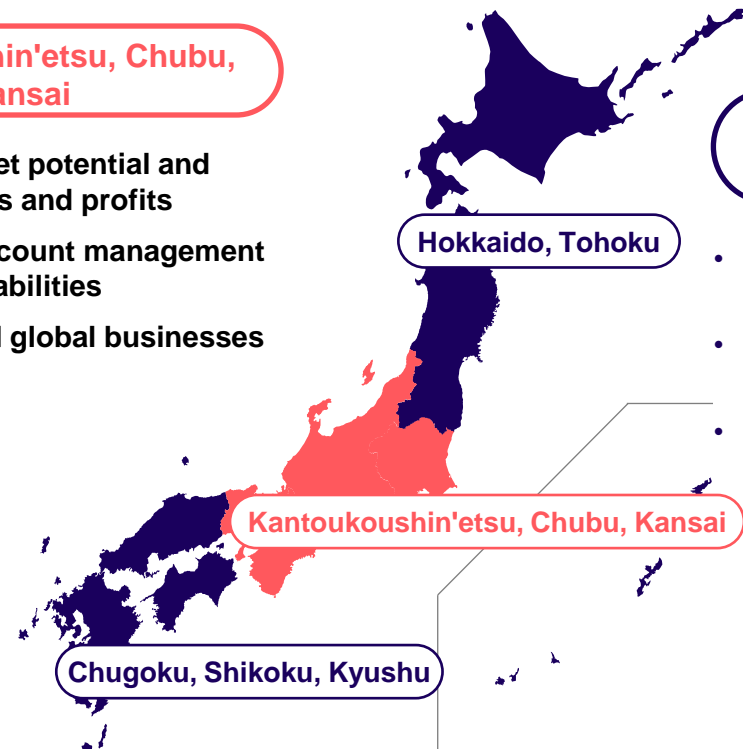 in'etsu, Chubu,
ansai
et potential and
s and profits
count management
abilities
global businesses
Hokkaido, Tohoku
•
•
•
Kantoukoushin'etsu, Chubu, Kansai
Chugoku, Shikoku, Kyushu